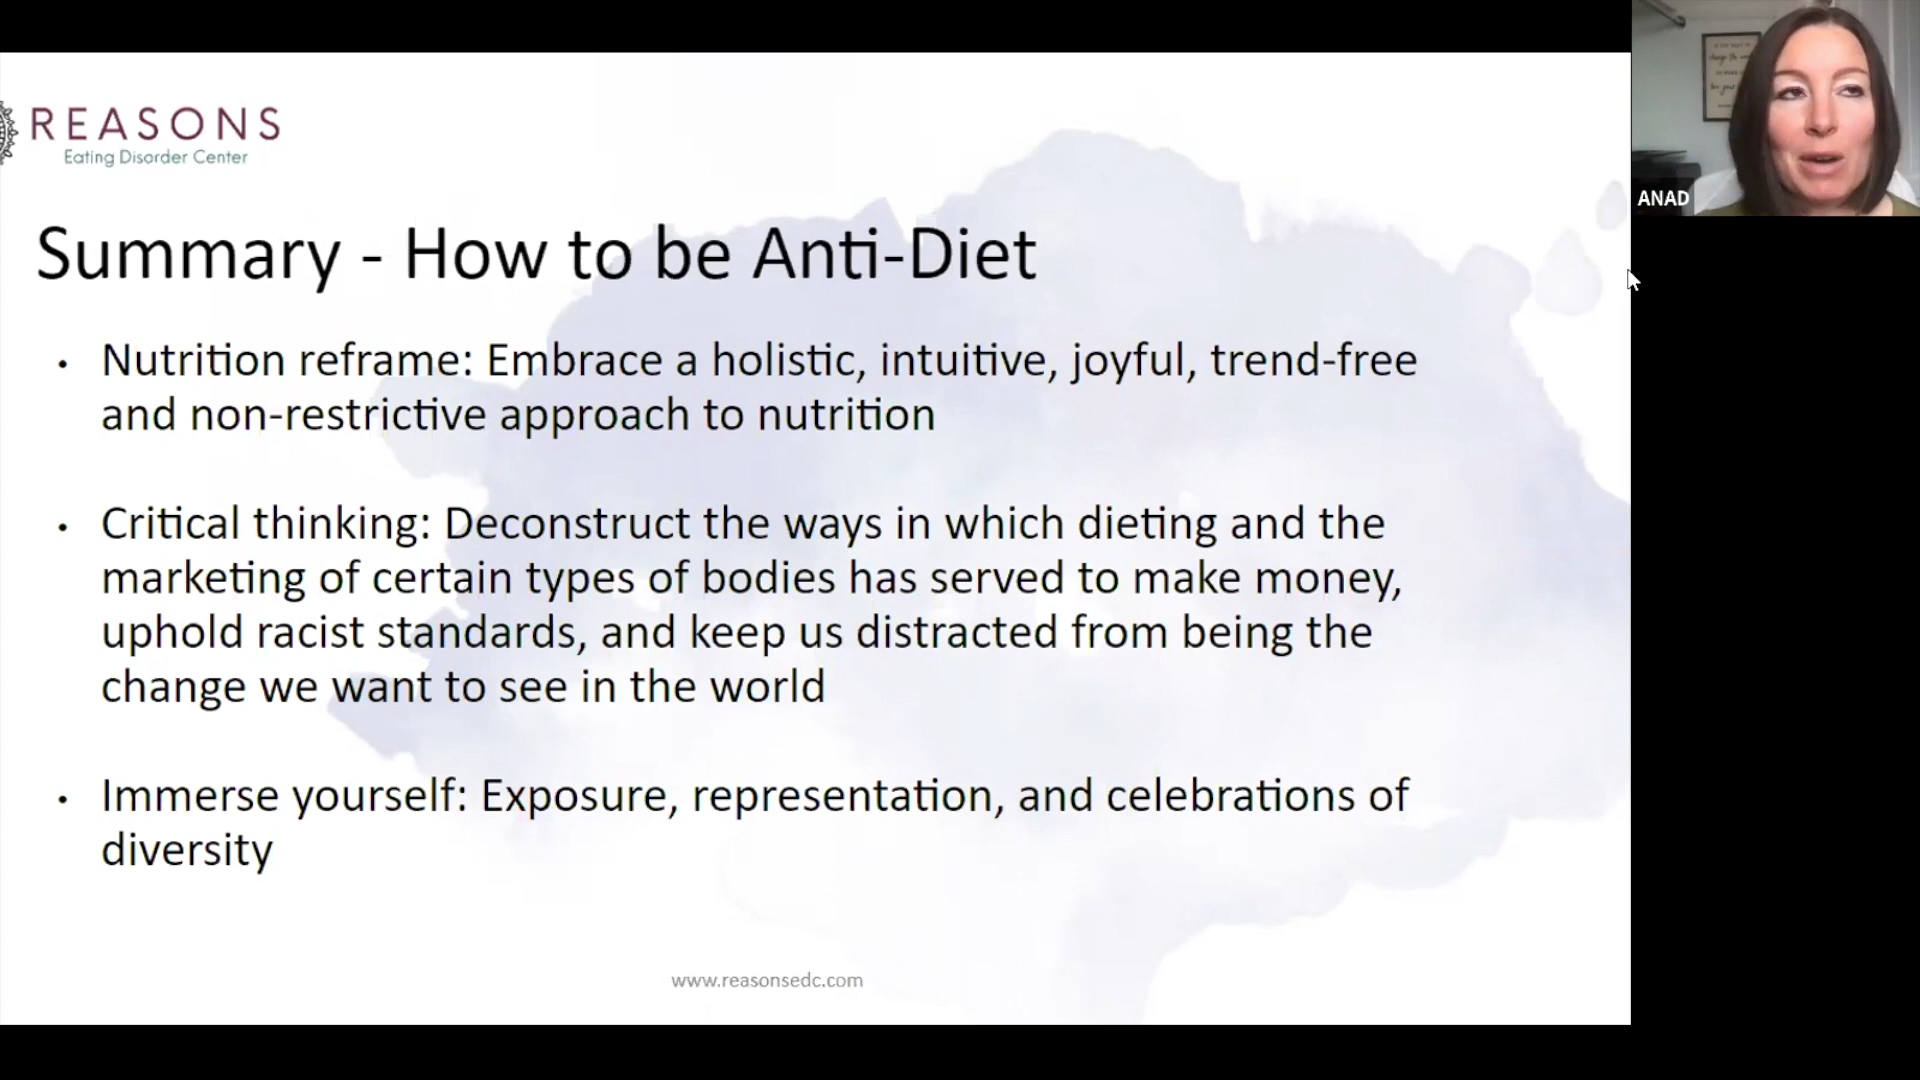 REASONS
Eating Disorder Center
Summary - How to be Anti-Diet
• Nutrition reframe: Embrace a holistic, intuitive, joyful, trend-free
and non-restrictive approach to nutrition
• Critical thinking: Deconstruct the ways in which dieting and the
marketing of certain types of bodies has served to make money,
uphold racist standards, and keep us distracted from being the
change we want to see in the world
• Immerse yourself: Exposure, representation, and celebrations of
diversity
www.reasonsedc.com
ANAD